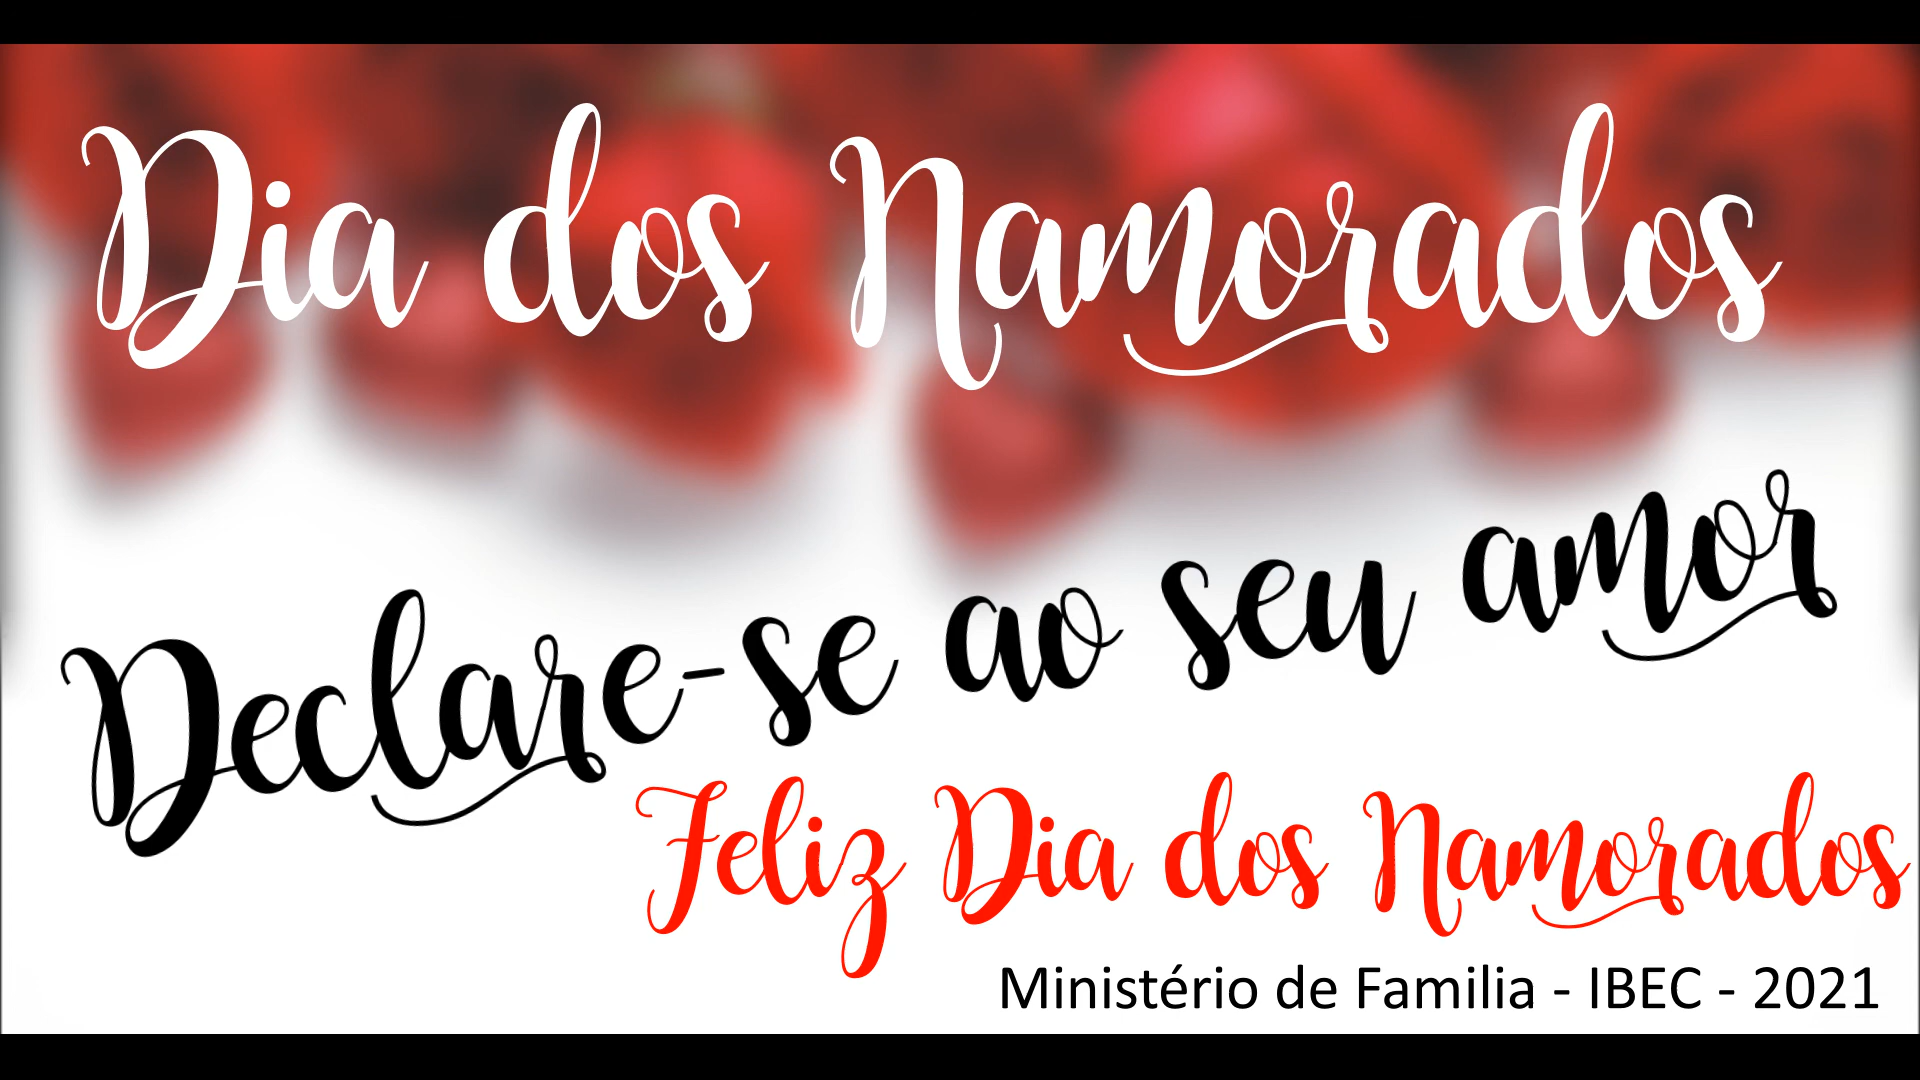 Dia dos Namorados
Declare-se ao seu amor
Feliz Dia dos Namorados
Ministério de Familia - IBEC - 2021